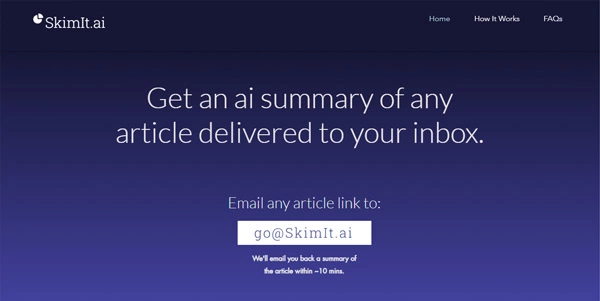 SkimIt.ai
Home How It Works FAQs
Get an ai summary of any
article delivered to your inbox.
Email any article link to:
go@SkimIt.ai
We'll email you back a summary of
the article within ~10 mins.